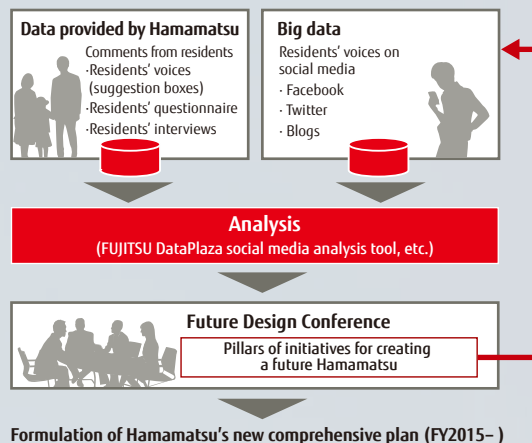 Data provided by Hamamatsu
Comments from residents
·Residents' voices
(suggestion boxes)
·Residents' questionnaire
·Residents' interviews
Big data
Residents' voices on
social media
· Facebook
· Twitter
· Blogs
Analysis
(FUJITSU DataPlaza social media analysis tool, etc.)
Future Design Conference
Pillars of initiatives for creating
a future Hamamatsu
Formulation of Hamamatsu's new comprehensive plan (FY2015– )